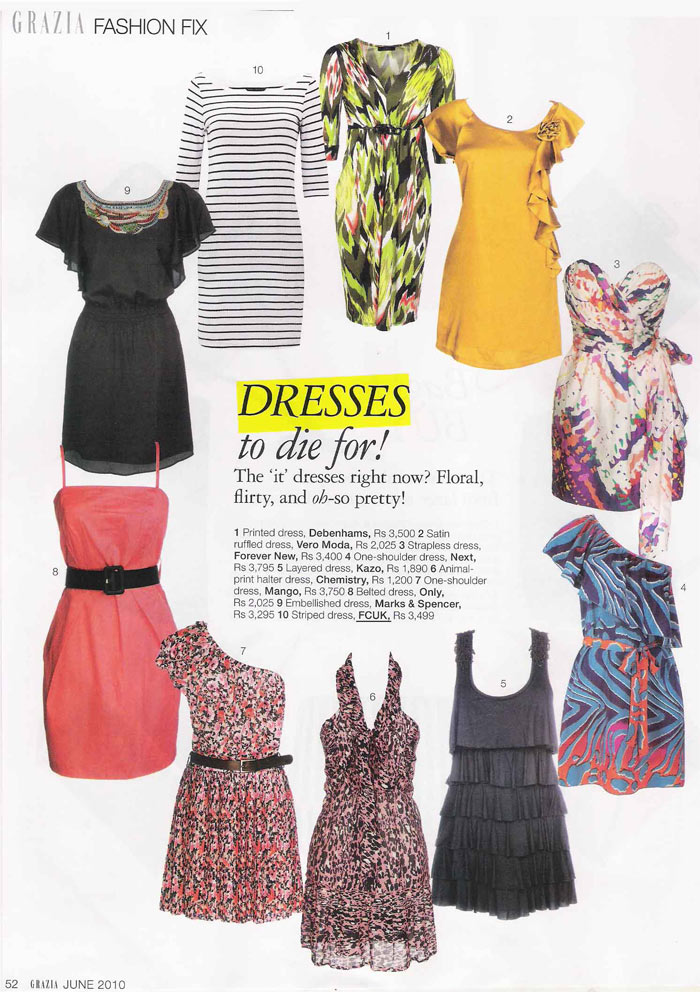 GRAZIA FASHION FIX
1
10
2
9
3
DRESSES
to die for!
The ‘it’ dresses right now? Floral,
flirty, and oh-so pretty!
1 Printed dress, Debenhams, Rs 3,500 2 Satin
ruffled dress, Vero Moda, Rs 2,025 3 Strapless dress,
Forever New, Rs 3,400 4 One-shoulder dress, Next,
Rs 3,795 5 Layered dress, Kazo, Rs 1,890 6 Animal-
print halter dress, Chemistry, Rs 1,200 7 One-shoulder
dress, Mango, Rs 3,750 8 Belted dress, Only,
Rs 2,025 9 Embellished dress, Marks & Spencer,
Rs 3,295 10 Striped dress, FCUK, Rs 3,499
8
4
7
6
5
52 GRAZIA JUNE 2010